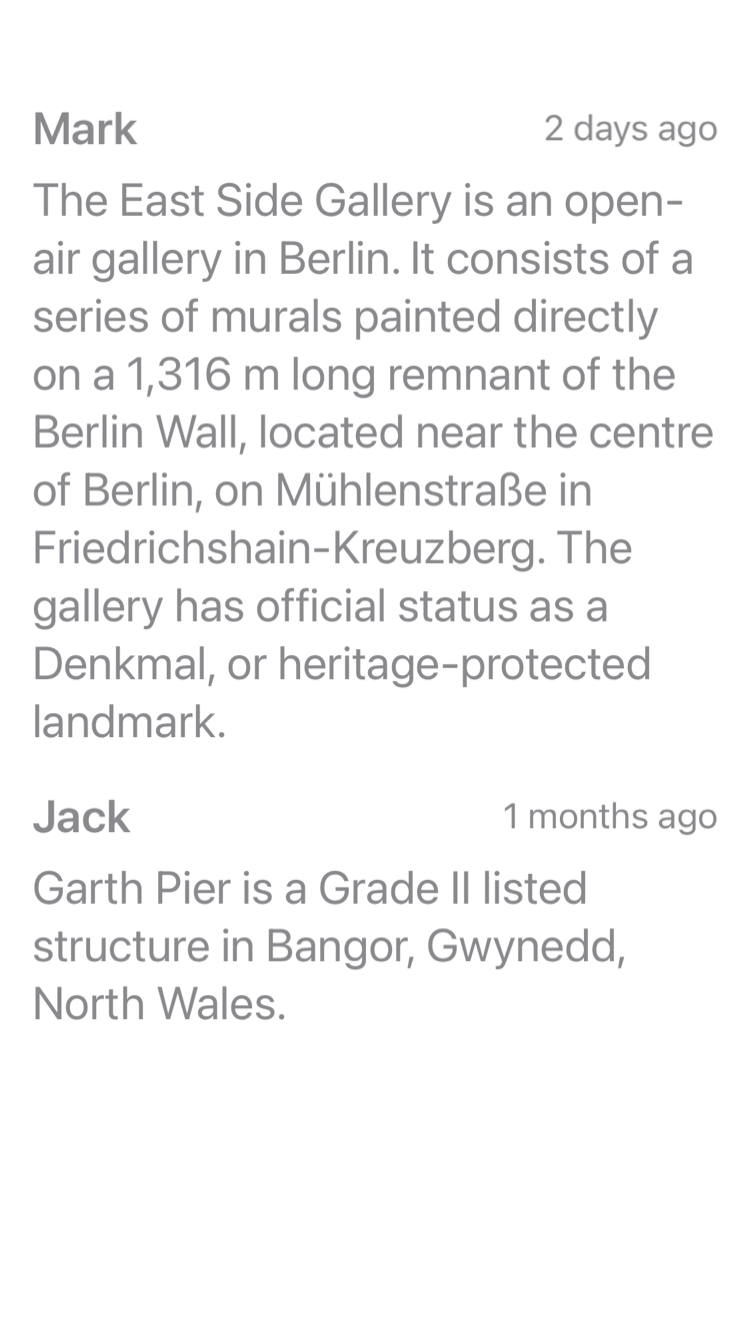 Mark 2 days ago
The East Side Gallery is an open-
air gallery in Berlin. It consists of a
series of murals painted directly
on a 1,316 m long remnant of the
Berlin Wall, located near the centre
of Berlin, on Mühlenstraße in
Friedrichshain-Kreuzberg. The
gallery has official status as a
Denkmal, or heritage-protected
landmark.
Jack 1 months ago
Garth Pier is a Grade II listed
structure in Bangor, Gwynedd,
North Wales.